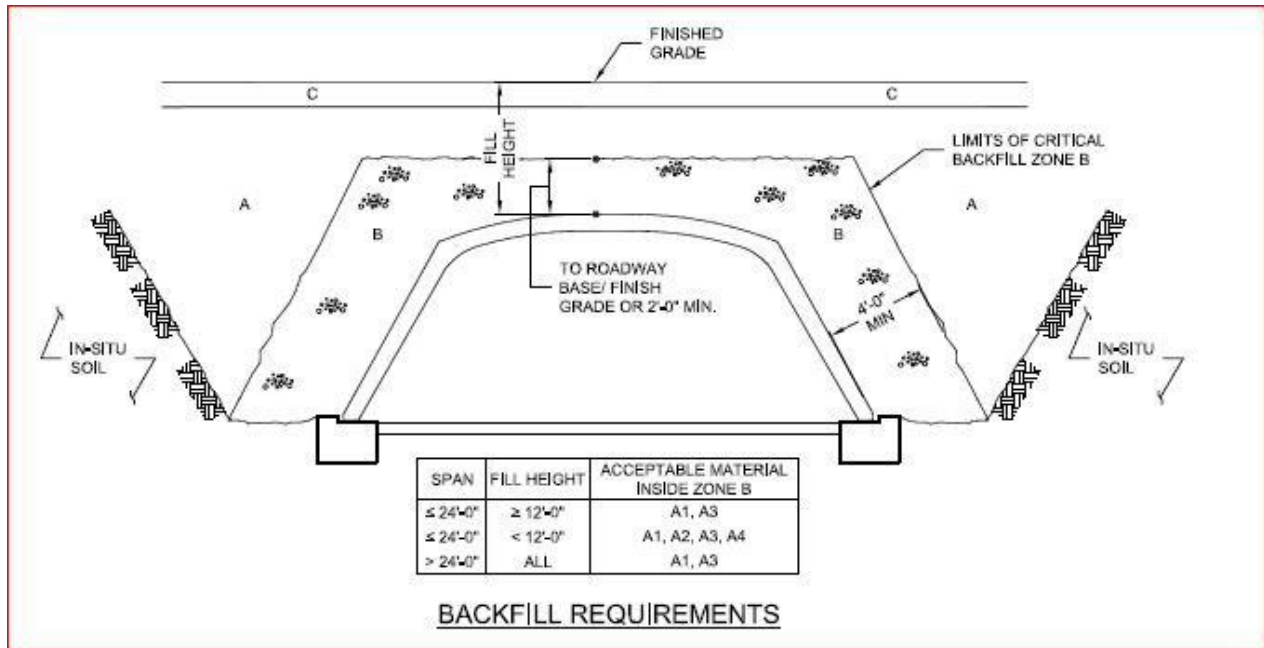 FINISHED
GRADE
C
C
FILL
HEIGHT
LIMITS OF CRITICAL
BACKFILL ZONE B
A
A
B
B
TO ROADWAY
BASE/ FINISH
GRADE OR 2'-0" MIN.
4'-0"
MIN
IN-SITU
SOIL
IN-SITU
SOIL
SPAN FILL HEIGHT ACCEPTABLE MATERIAL
INSIDE ZONE B
≤ 24'-0" ≥ 12'-0" A1, A3
≤ 24'-0" < 12'-0" A1, A2, A3, A4
> 24'-0" ALL A1, A3
BACKFILL REQUIREMENTS